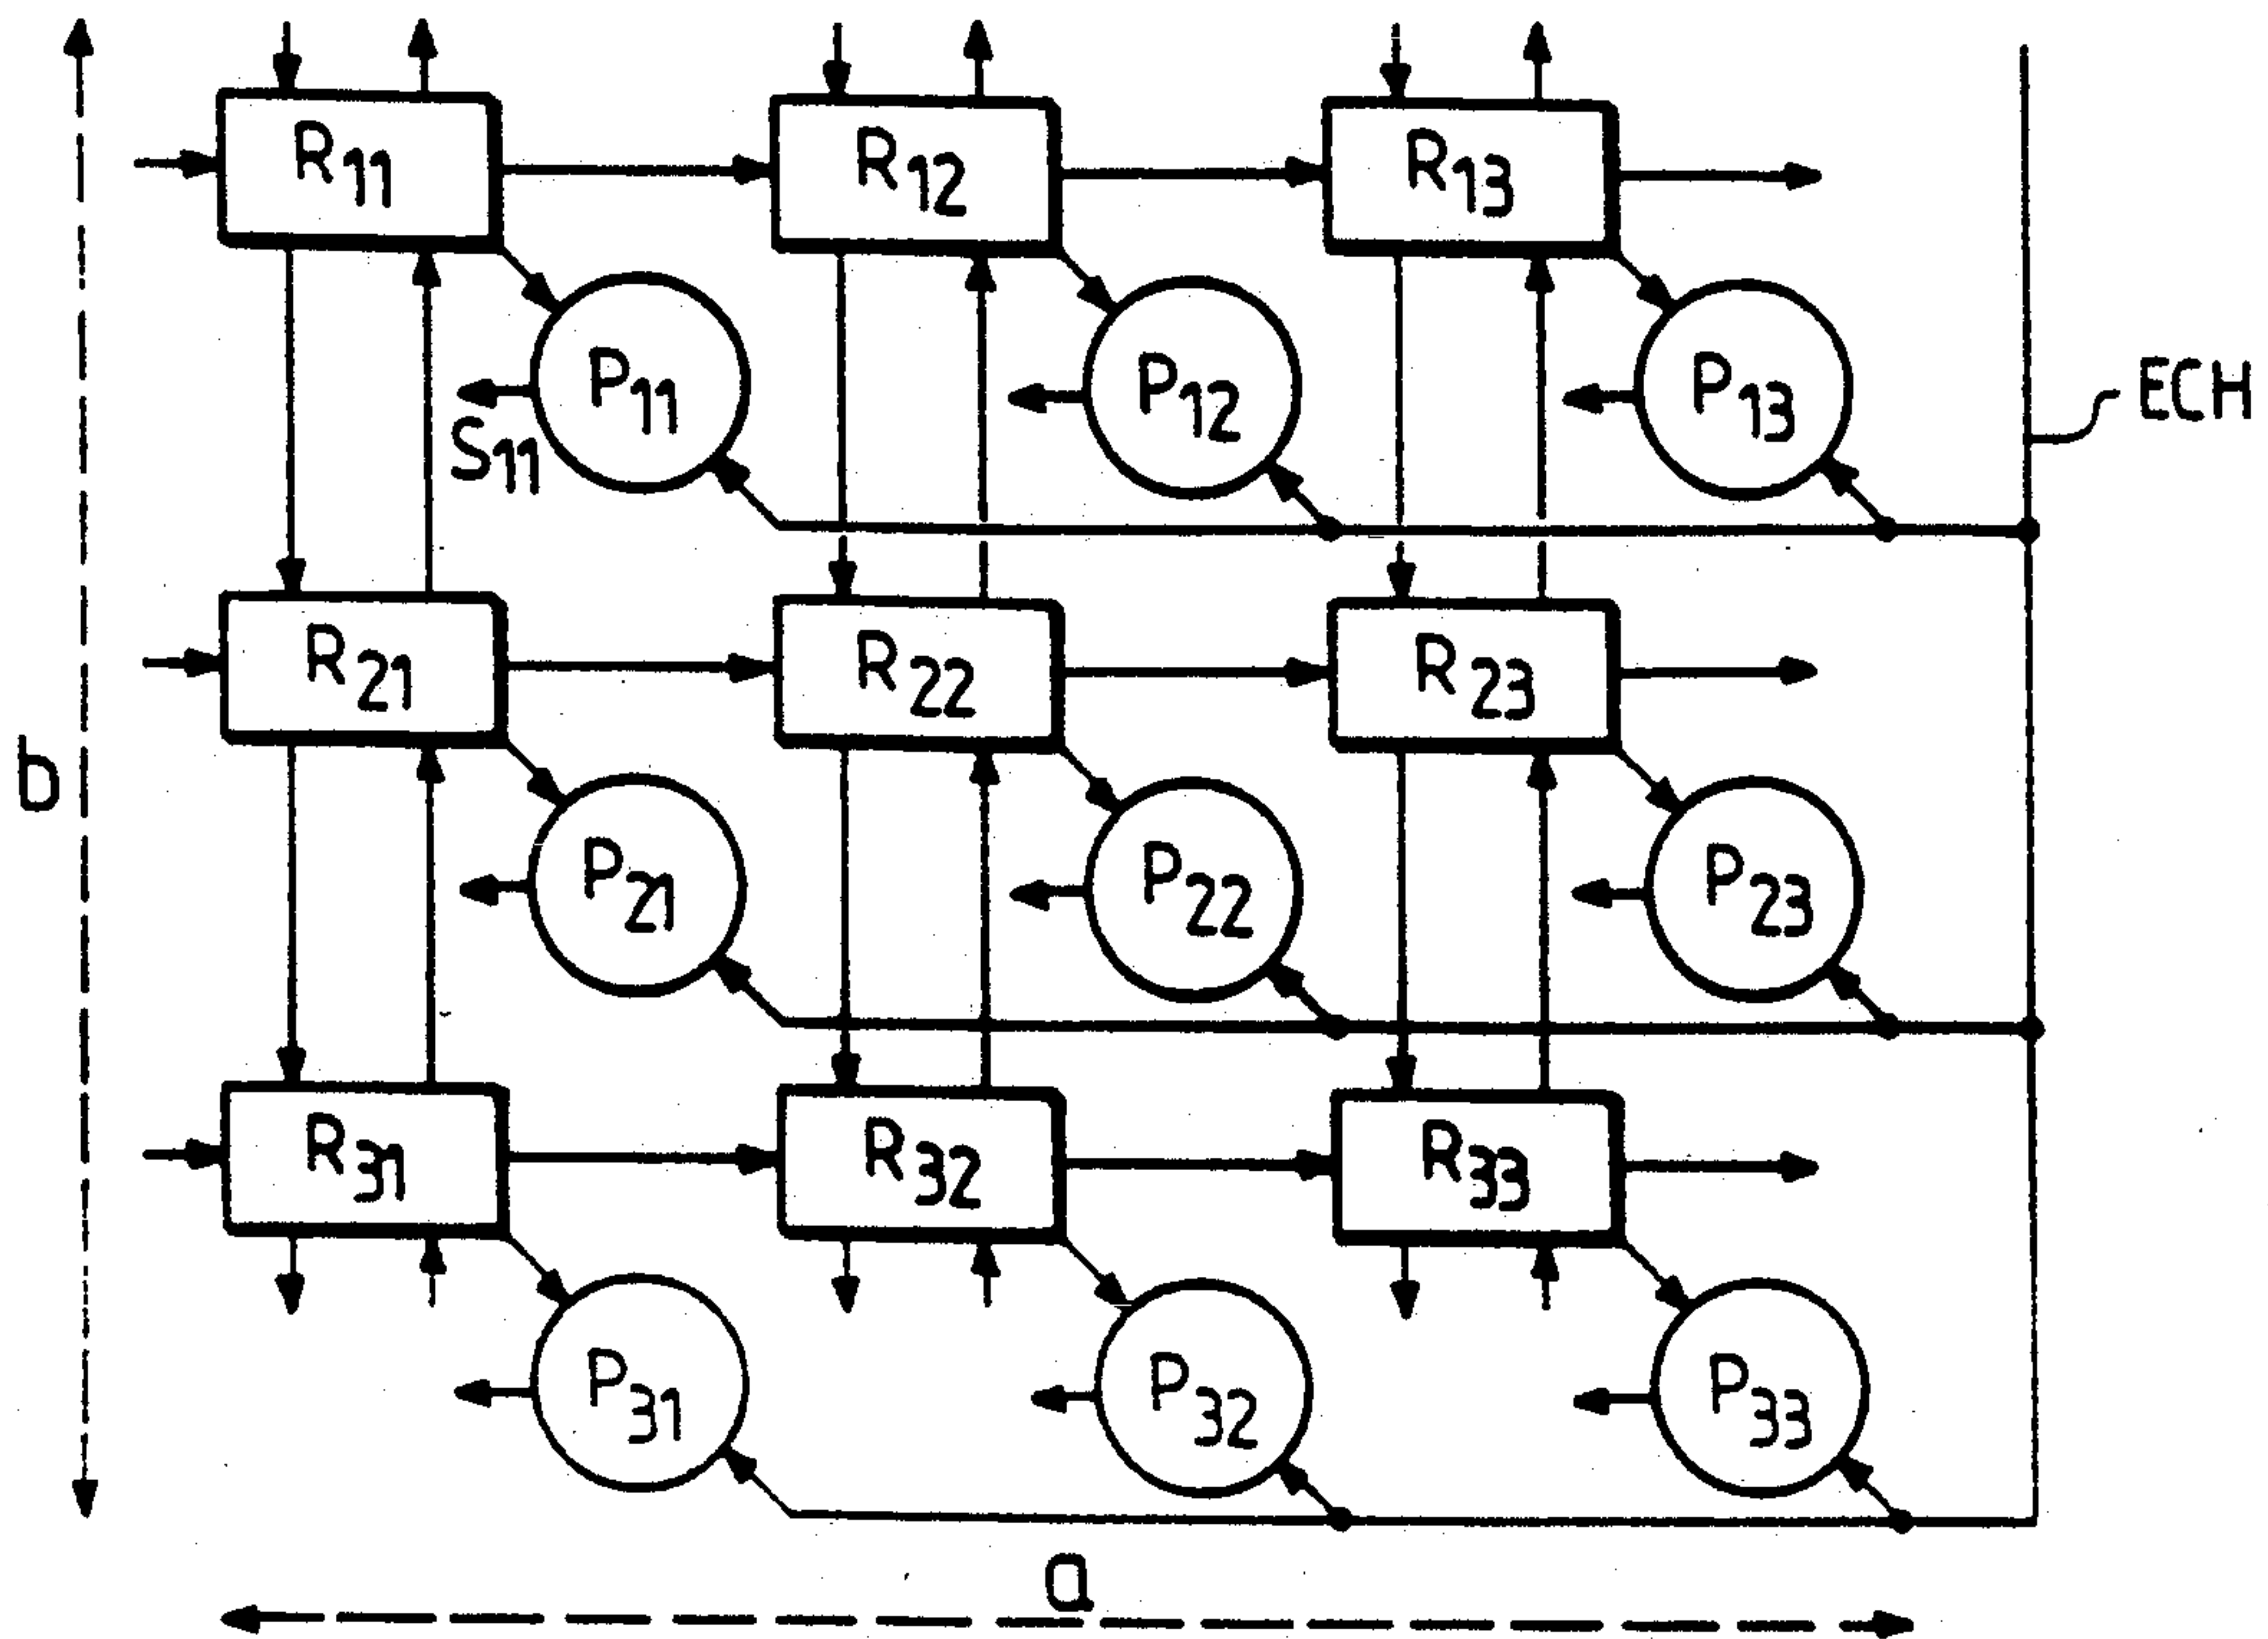 R11 R12 R13
P11 P12 P13 ECH
S11
R21 R22 R23
b
P21 P22 P23
R31 R32 R33
P31 P32 P33
a